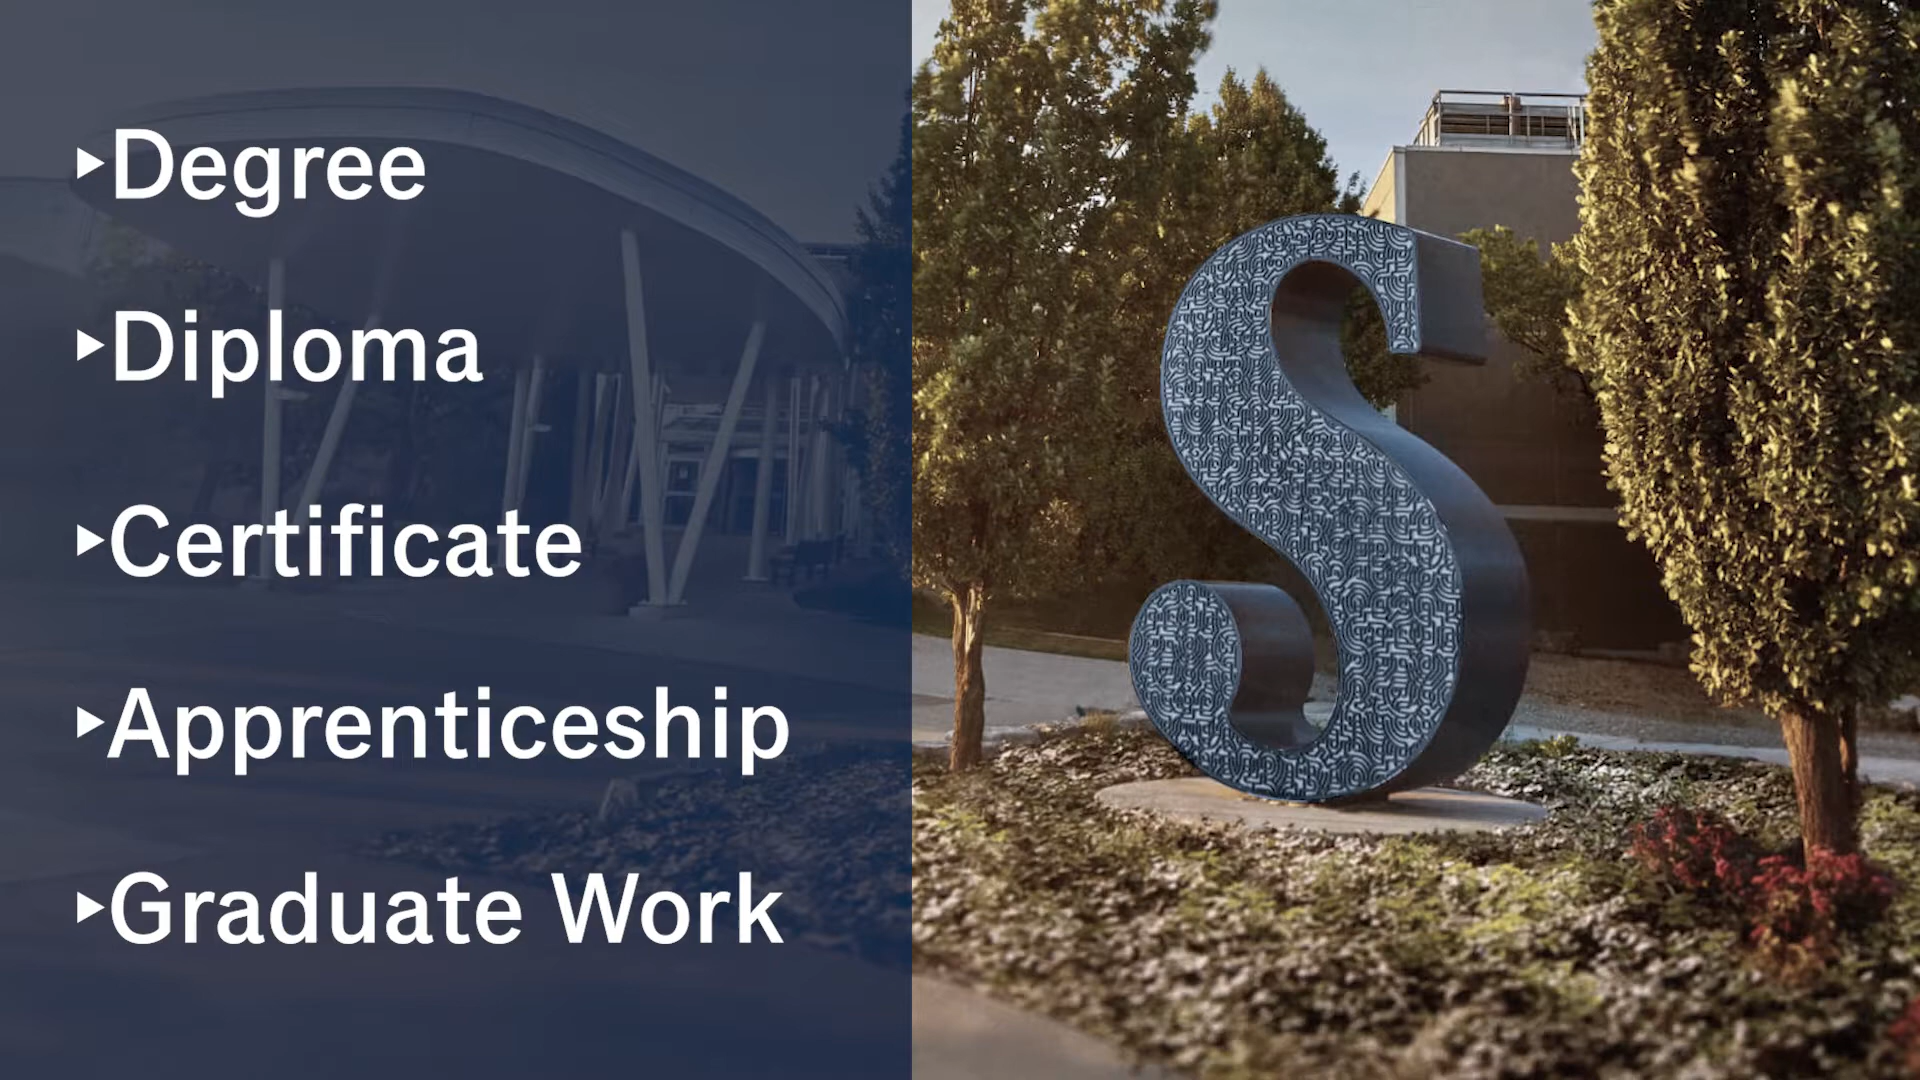 ▸Degree
▸Diploma
▸Certificate
▸Apprenticeship
▸Graduate Work
S